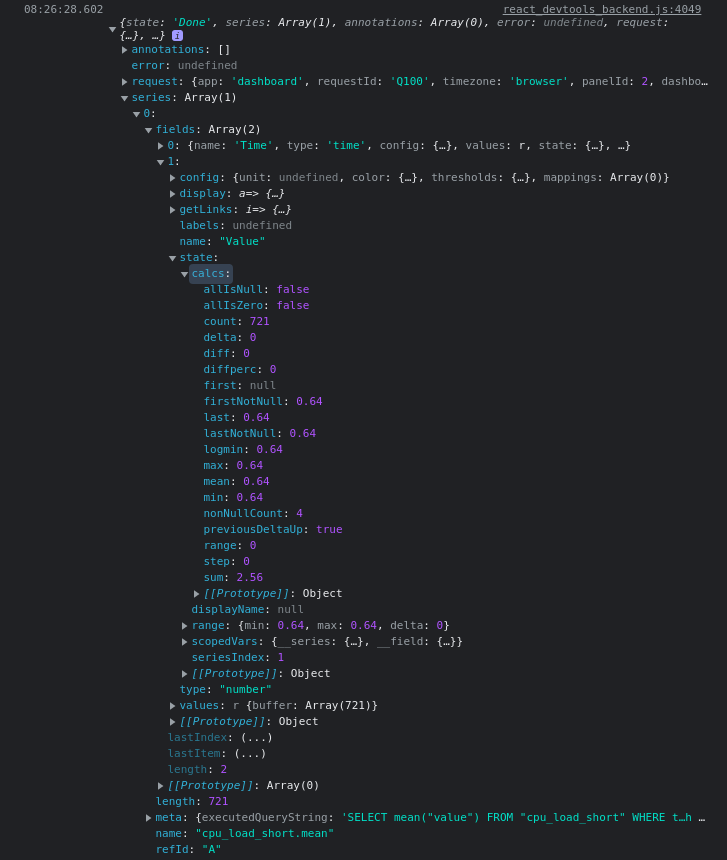 08:26:28.602 react_devtools_backend.js:4049
{state: 'Done', series: Array(1), annotations: Array(0), error: undefined, request:
{…}, …} i
annotations: []
error: undefined
request: {app: 'dashboard', requestId: 'Q100', timezone: 'browser', panelId: 2, dashbo…
series: Array(1)
0:
fields: Array(2)
0: {name: 'Time', type: 'time', config: {…}, values: r, state: {…}, …}
1:
config: {unit: undefined, color: {…}, thresholds: {…}, mappings: Array(0)}
display: a=> {…}
getLinks: i=> {…}
labels: undefined
name: "Value"
state:
calcs:
allIsNull: false
allIsZero: false
count: 721
delta: 0
diff: 0
diffperc: 0
first: null
firstNotNull: 0.64
last: 0.64
lastNotNull: 0.64
logmin: 0.64
max: 0.64
mean: 0.64
min: 0.64
nonNullCount: 4
previousDeltaUp: true
range: 0
step: 0
sum: 2.56
[[Prototype]]: Object
displayName: null
range: {min: 0.64, max: 0.64, delta: 0}
scopedVars: {__series: {…}, __field: {…}}
seriesIndex: 1
[[Prototype]]: Object
type: "number"
values: r {buffer: Array(721)}
[[Prototype]]: Object
lastIndex: (...)
lastItem: (...)
length: 2
[[Prototype]]: Array(0)
length: 721
meta: {executedQueryString: 'SELECT mean("value") FROM "cpu_load_short" WHERE t…h …
name: "cpu_load_short.mean"
refId: "A"